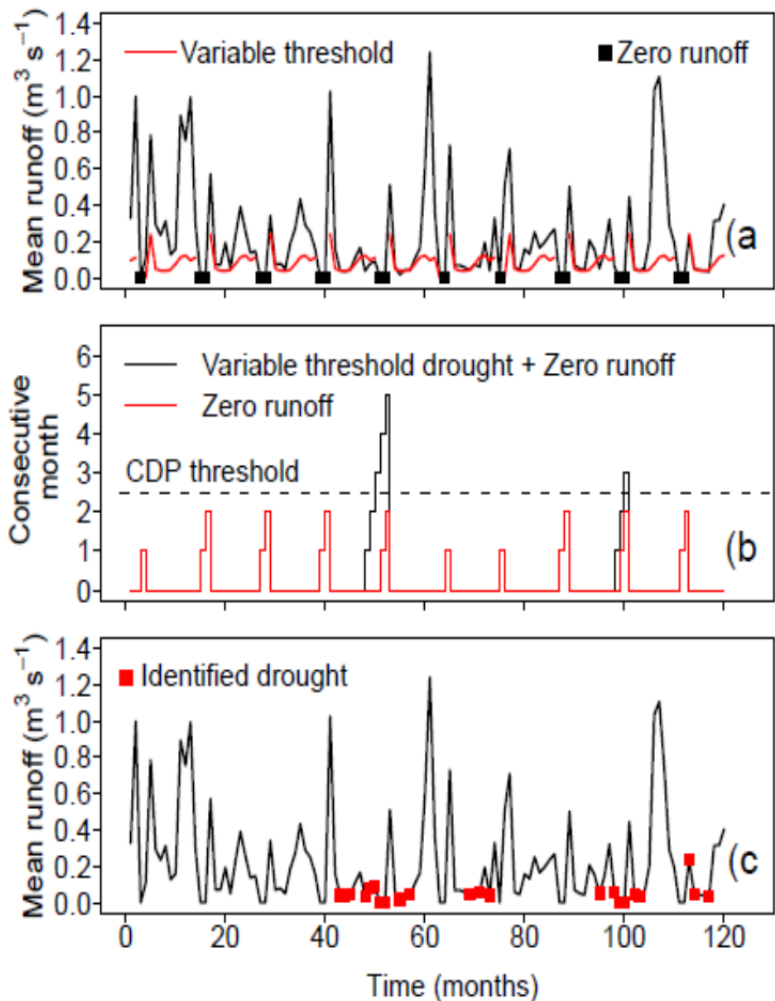 1.4
1.2
1.0
0.8
0.6
0.4
0.2
0.0
Mean runoff (m³ s⁻¹)
Variable threshold
Zero runoff
(a
6
5
4
3
2
1
0
Consecutive
month
Variable threshold drought + Zero runoff
Zero runoff
CDP threshold
(b
1.4
1.2
1.0
0.8
0.6
0.4
0.2
0.0
Mean runoff (m³ s⁻¹)
Identified drought
(c
0 20 40 60 80 100 120
Time (months)